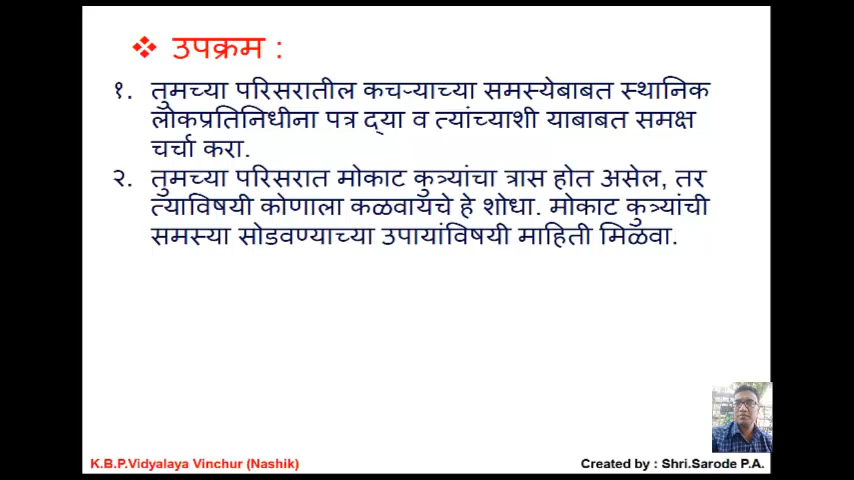 ❖ उपक्रम :
१. तुमच्या परिसरातील कचऱ्याच्या समस्येबाबत स्थानिक
लोकप्रतिनिधीना पत्र द्‌या व त्यांच्याशी याबाबत समक्ष
चर्चा करा.
२. तुमच्या परिसरात मोकाट कुत्र्यांचा त्रास होत असेल, तर
त्याविषयी कोणाला कळवायचे हे शोधा. मोकाट कुत्र्यांची
समस्या सोडवण्याच्या उपायांविषयी माहिती मिळवा.
K.B.P.Vidyalaya Vinchur (Nashik)
Created by : Shri.Sarode P.A.